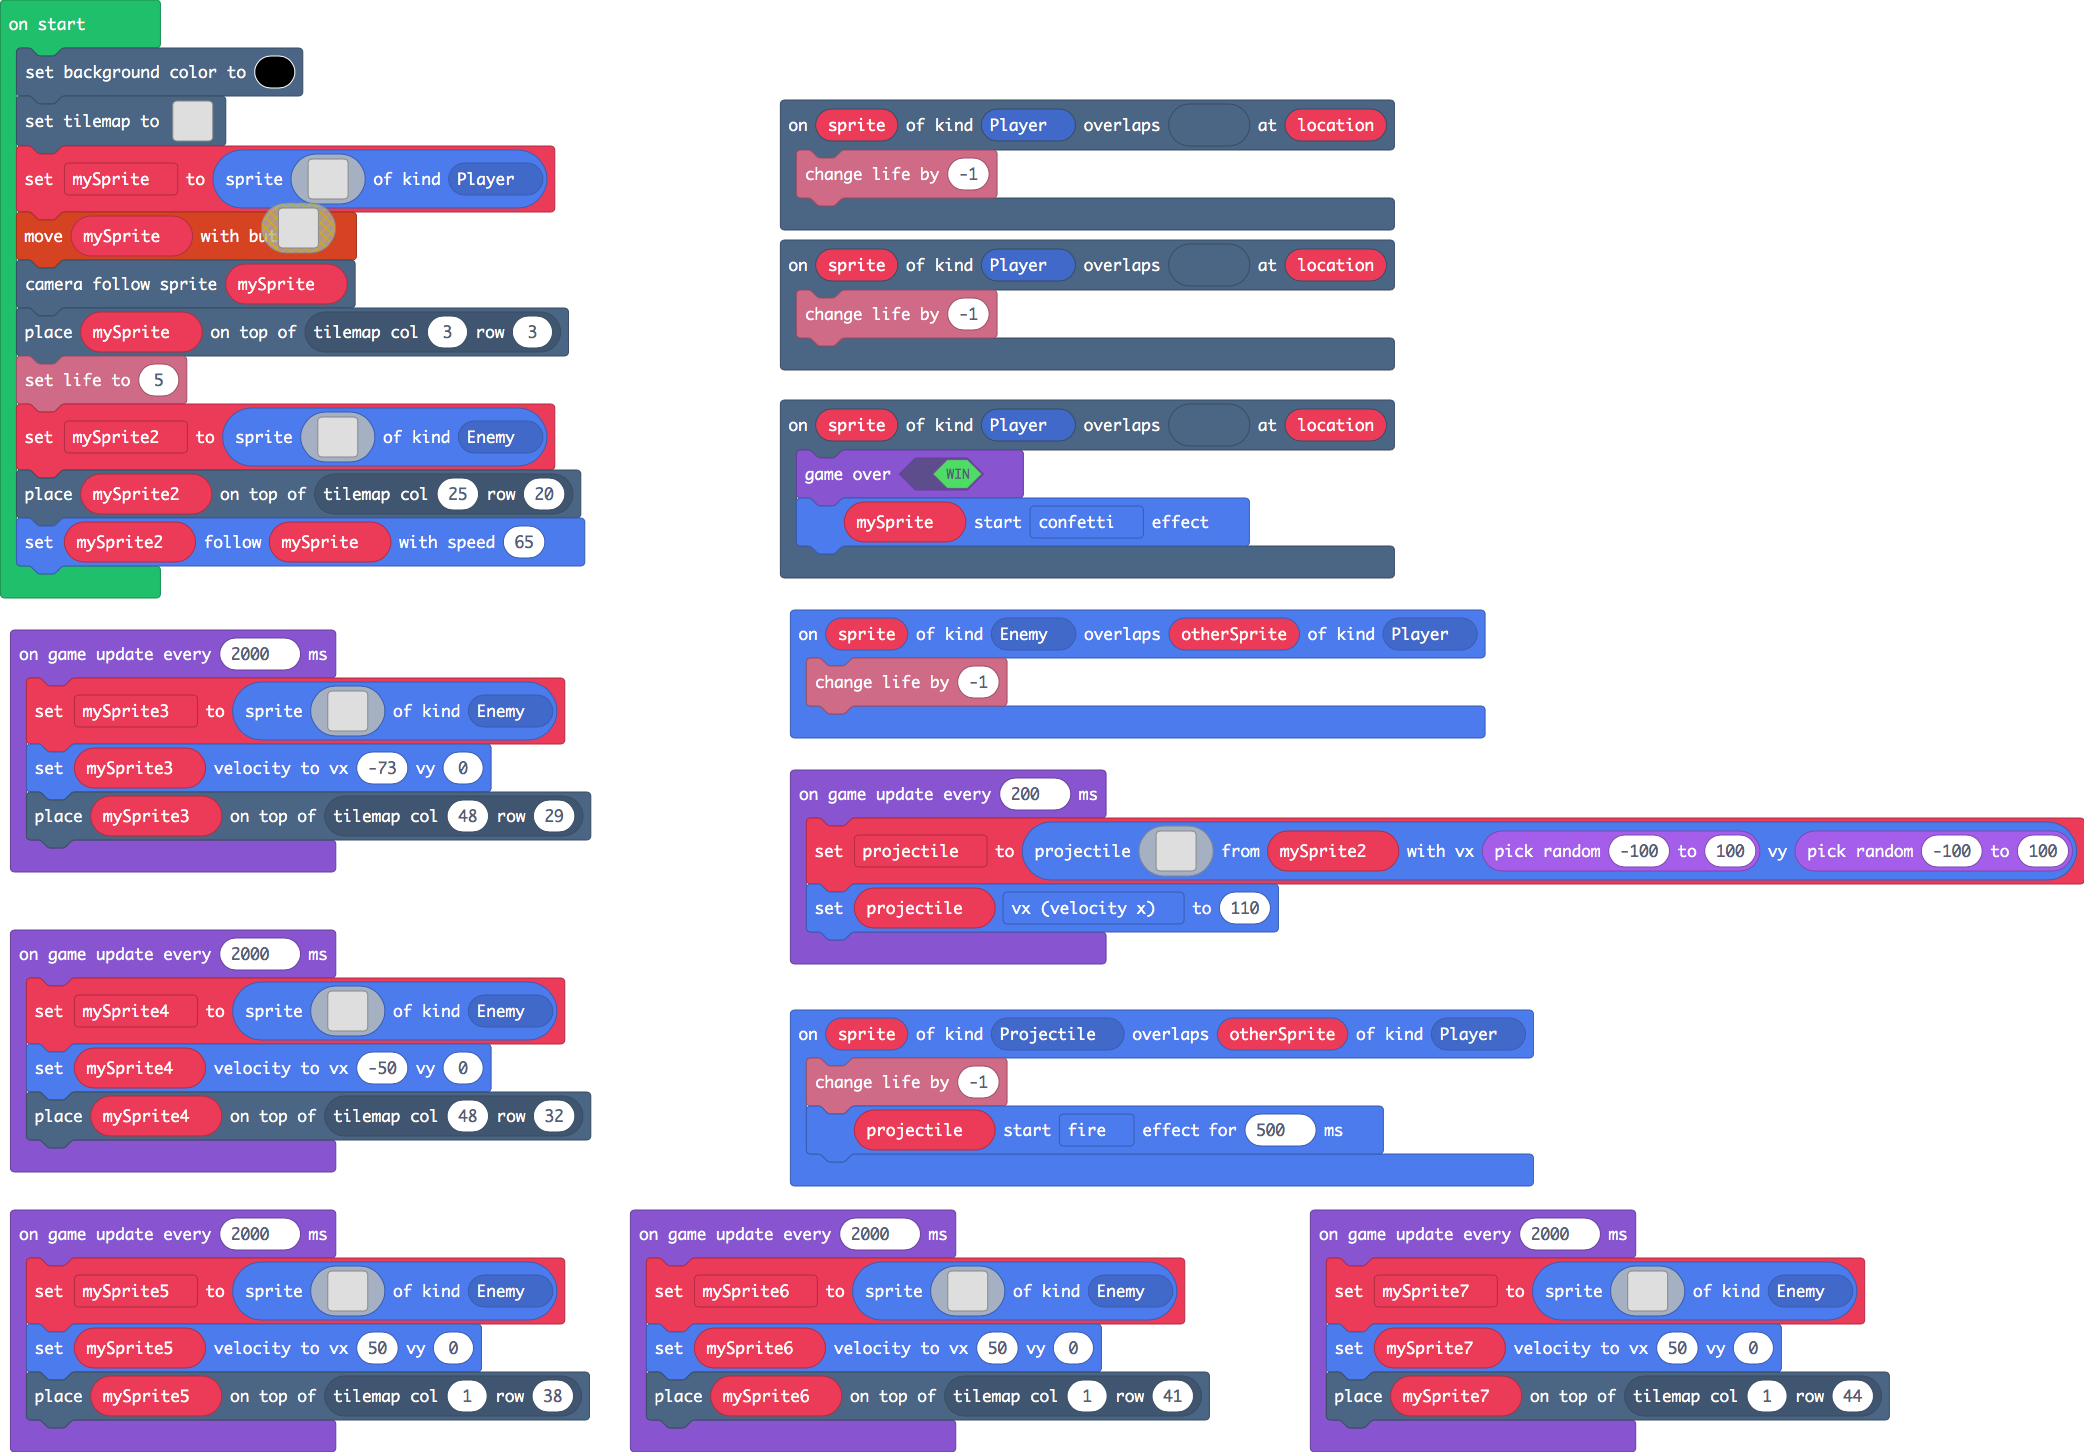 on start
set background color to
set tilemap to
set mySprite to sprite of kind Player
move mySprite with but
camera follow sprite mySprite
place mySprite on top of tilemap col 3 row 3
set life to 5
set mySprite2 to sprite of kind Enemy
place mySprite2 on top of tilemap col 25 row 20
set mySprite2 follow mySprite with speed 65
on sprite of kind Player overlaps at location
change life by -1
on sprite of kind Player overlaps at location
change life by -1
on sprite of kind Player overlaps at location
game over WIN
mySprite start confetti effect
on sprite of kind Enemy overlaps otherSprite of kind Player
change life by -1
on game update every 2000 ms
set mySprite3 to sprite of kind Enemy
set mySprite3 velocity to vx -73 vy 0
place mySprite3 on top of tilemap col 48 row 29
on game update every 200 ms
set projectile to projectile from mySprite2 with vx pick random -100 to 100 vy pick random -100 to 100
set projectile vx (velocity x) to 110
on game update every 2000 ms
set mySprite4 to sprite of kind Enemy
set mySprite4 velocity to vx -50 vy 0
place mySprite4 on top of tilemap col 48 row 32
on sprite of kind Projectile overlaps otherSprite of kind Player
change life by -1
projectile start fire effect for 500 ms
on game update every 2000 ms
set mySprite5 to sprite of kind Enemy
set mySprite5 velocity to vx 50 vy 0
place mySprite5 on top of tilemap col 1 row 38
on game update every 2000 ms
set mySprite6 to sprite of kind Enemy
set mySprite6 velocity to vx 50 vy 0
place mySprite6 on top of tilemap col 1 row 41
on game update every 2000 ms
set mySprite7 to sprite of kind Enemy
set mySprite7 velocity to vx 50 vy 0
place mySprite7 on top of tilemap col 1 row 44